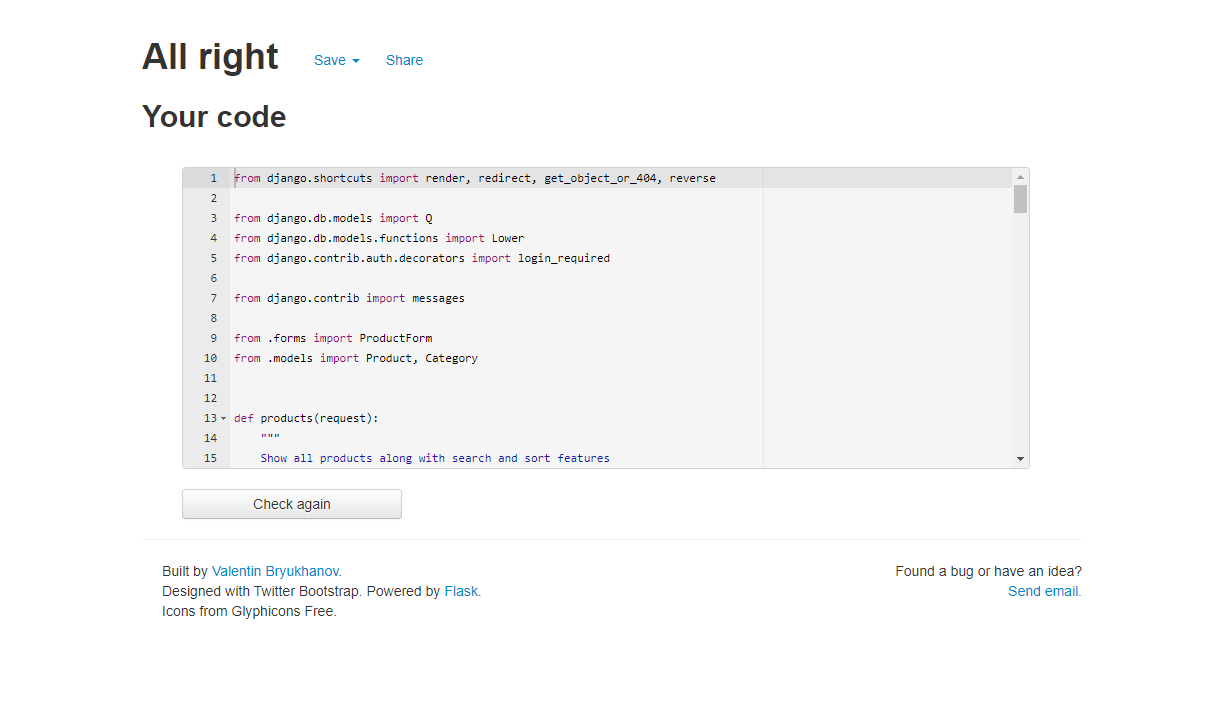 All right Save Share
Your code
1 from django.shortcuts import render, redirect, get_object_or_404, reverse
2
3 from django.db.models import Q
4 from django.db.models.functions import Lower
5 from django.contrib.auth.decorators import login_required
6
7 from django.contrib import messages
8
9 from .forms import ProductForm
10 from .models import Product, Category
11
12
13 def products(request):
14 """
15 Show all products along with search and sort features
Check again
Built by Valentin Bryukhanov.
Designed with Twitter Bootstrap. Powered by Flask.
Icons from Glyphicons Free.
Found a bug or have an idea?
Send email.